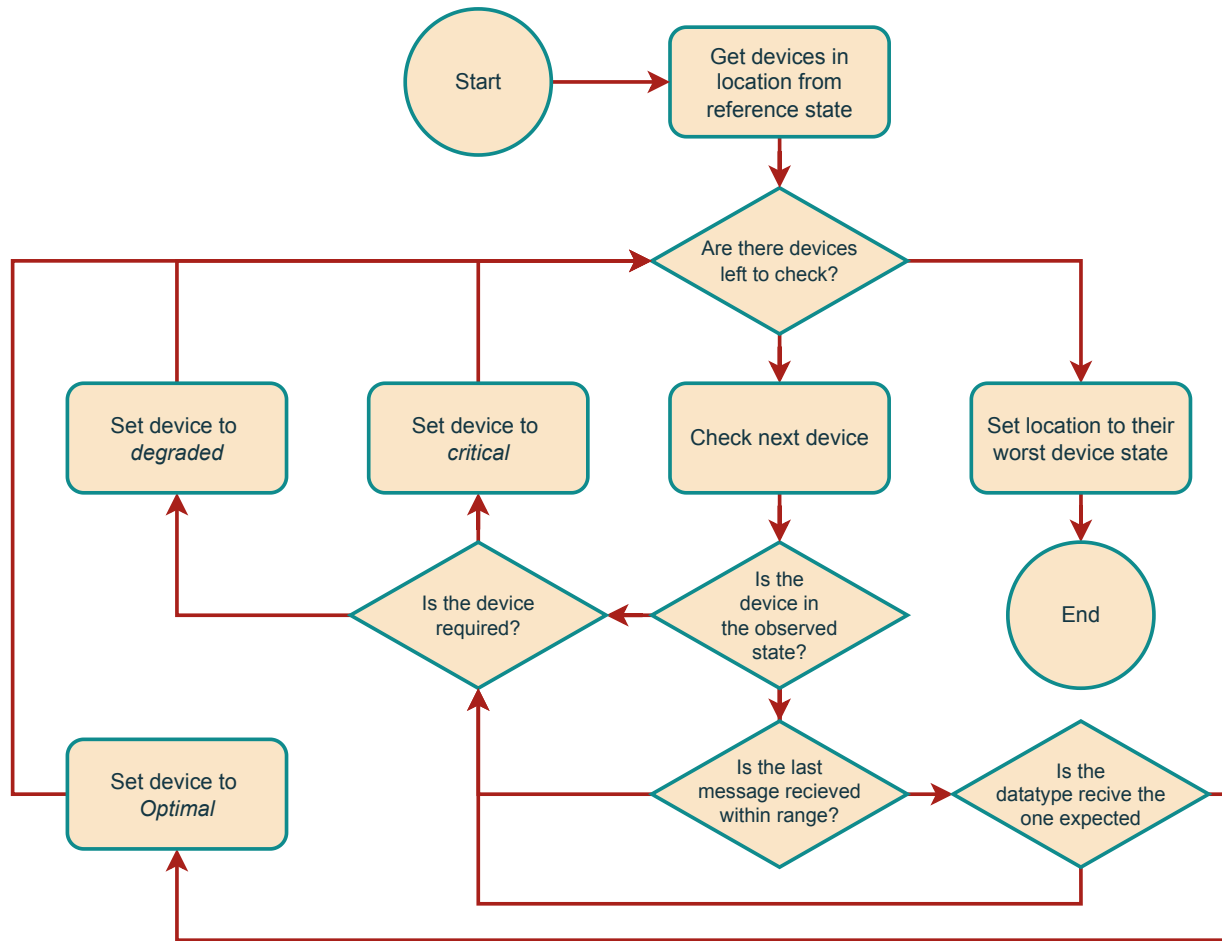 Start
Get devices in
location from
reference state
Are there devices
left to check?
Set device to
degraded
Set device to
critical
Check next device
Set location to their
worst device state
Is the device
required?
Is the
device in
the observed
state?
End
Set device to
Optimal
Is the last
message recieved
within range?
Is the
datatype recive the
one expected